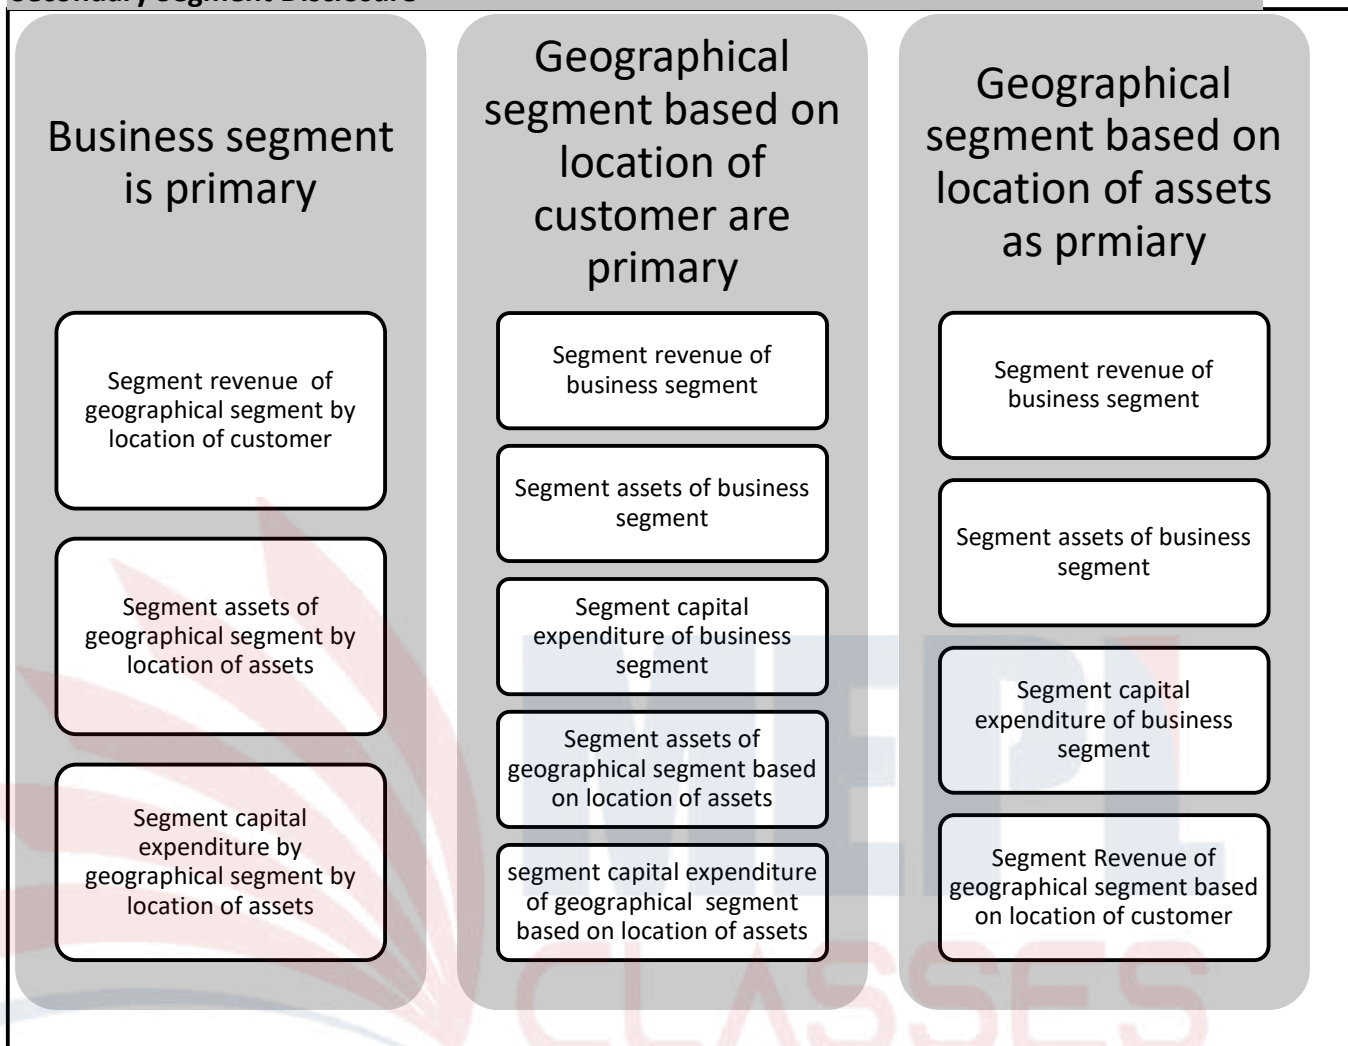 Secondary Segment Disclosure
Business segment
is primary
Segment revenue of
geographical segment by
location of customer
Segment assets of
geographical segment by
location of assets
Segment capital
expenditure by
geographical segment by
location of assets
Geographical
segment based on
location of
customer are
primary
Segment revenue of
business segment
Segment assets of business
segment
Segment capital
expenditure of business
segment
Segment assets of
geographical segment based
on location of assets
segment capital expenditure
of geographical segment
based on location of assets
Geographical
segment based on
location of assets
as prmiary
Segment revenue of
business segment
Segment assets of business
segment
Segment capital
expenditure of business
segment
Segment Revenue of
geographical segment based
on location of customer
MEPL
CLASSES